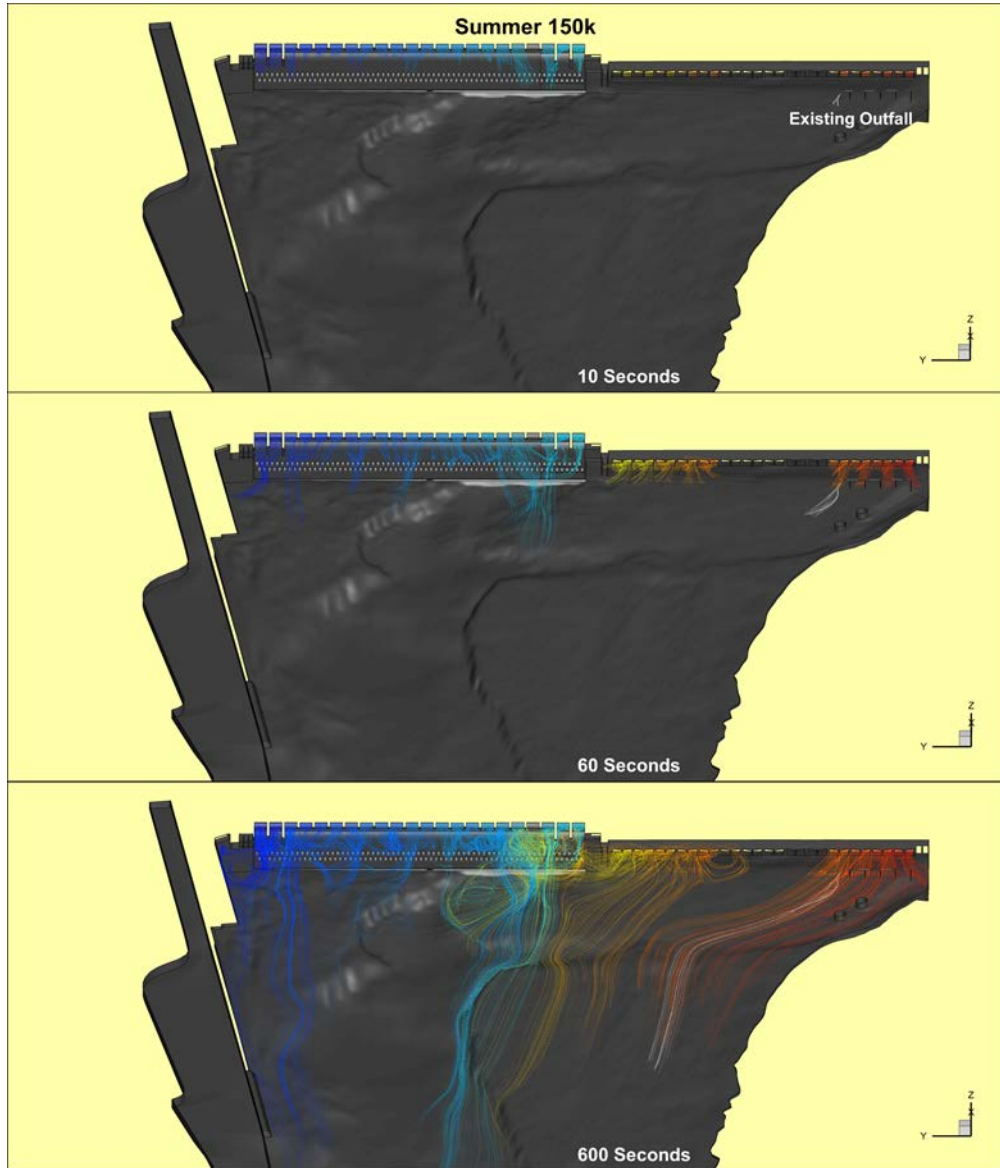 Summer 150k
Existing Outfall
Z
X
Y
10 Seconds
Z
X
Y
60 Seconds
Z
X
Y
600 Seconds